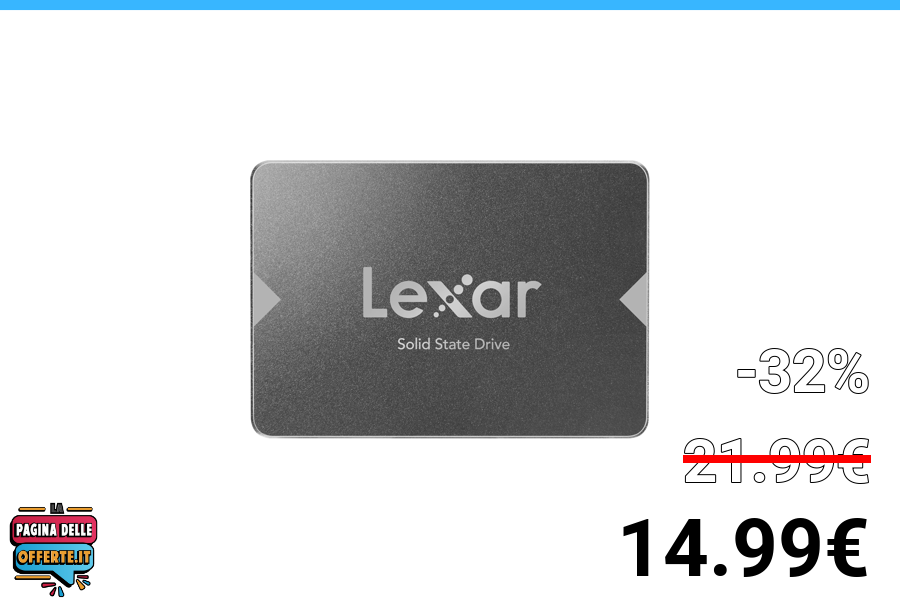 Lexar
Solid State Drive
-32%
21.99€
14.99€
LA
PAGINA DELLE
OFFERTE.IT